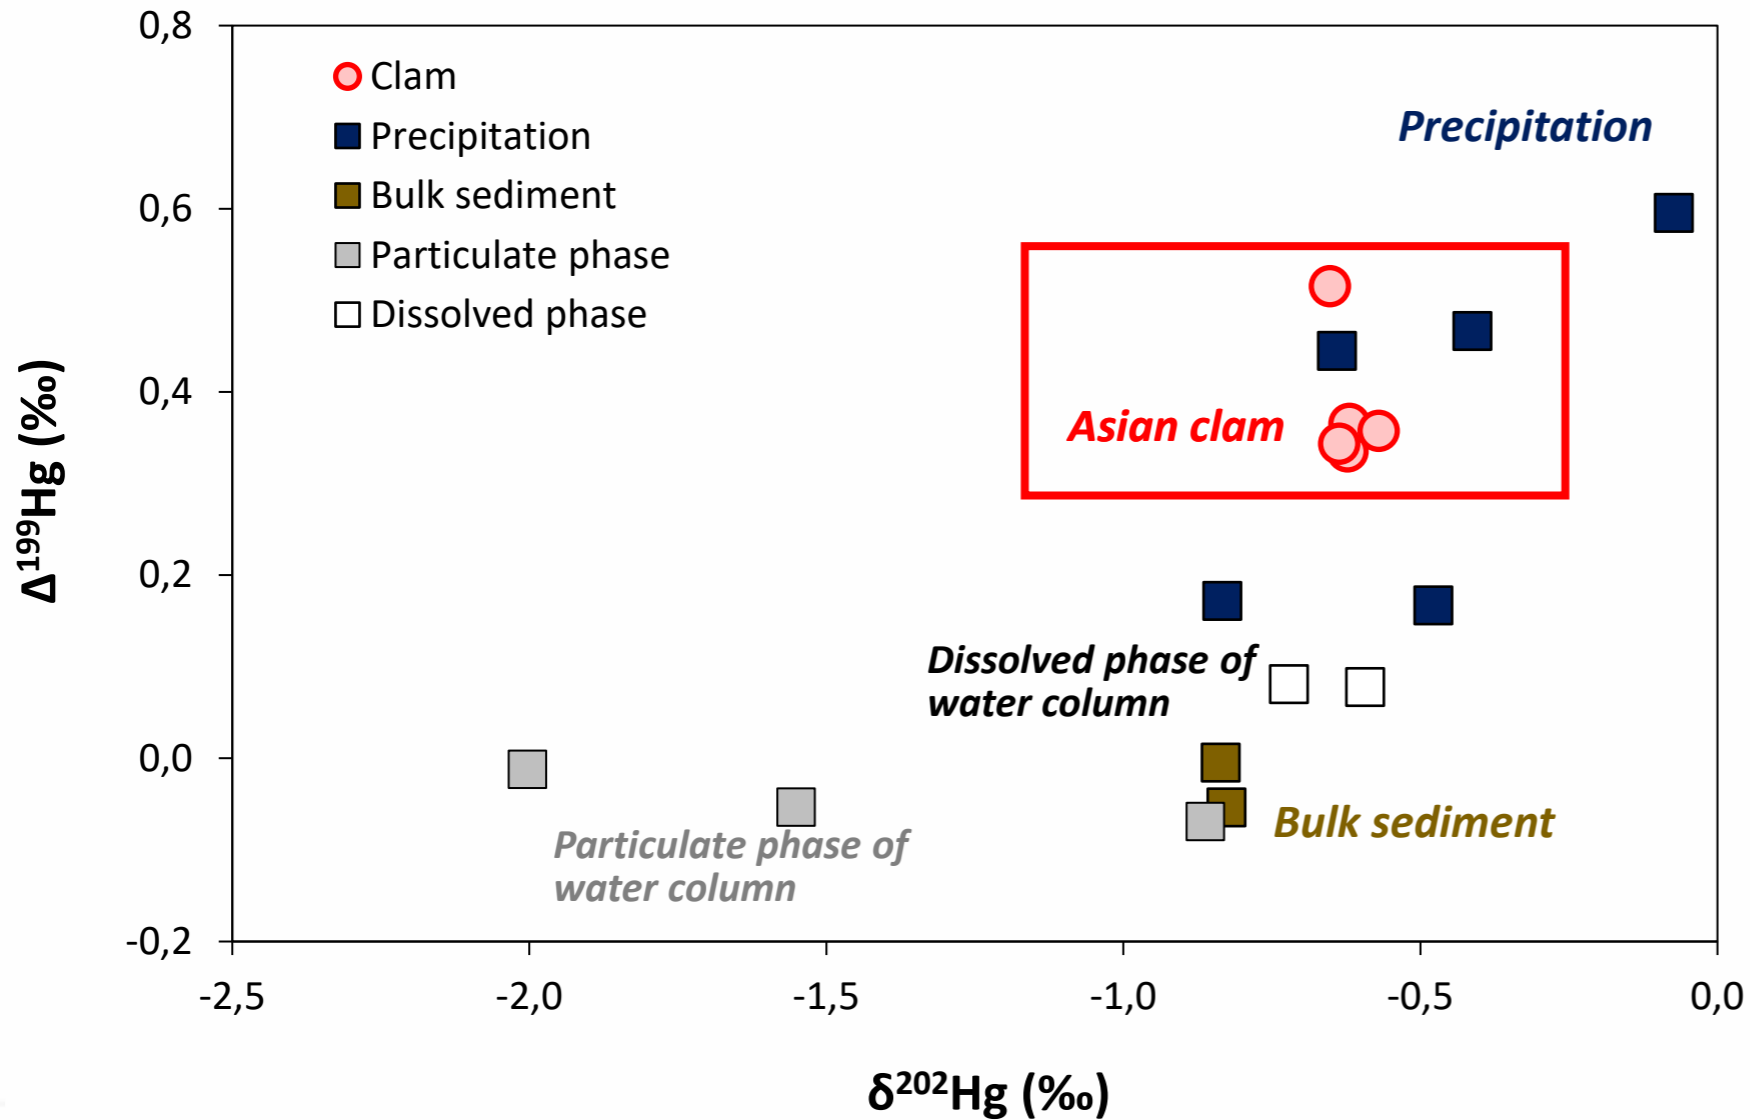 0,8
0,6
0,4
0,2
0,0
-0,2
Δ¹⁹⁹Hg (‰)
Clam
Precipitation
Bulk sediment
Particulate phase
Dissolved phase
Precipitation
Asian clam
Dissolved phase of
water column
Bulk sediment
Particulate phase of
water column
-2,5 -2,0 -1,5 -1,0 -0,5 0,0
δ²⁰²Hg (‰)